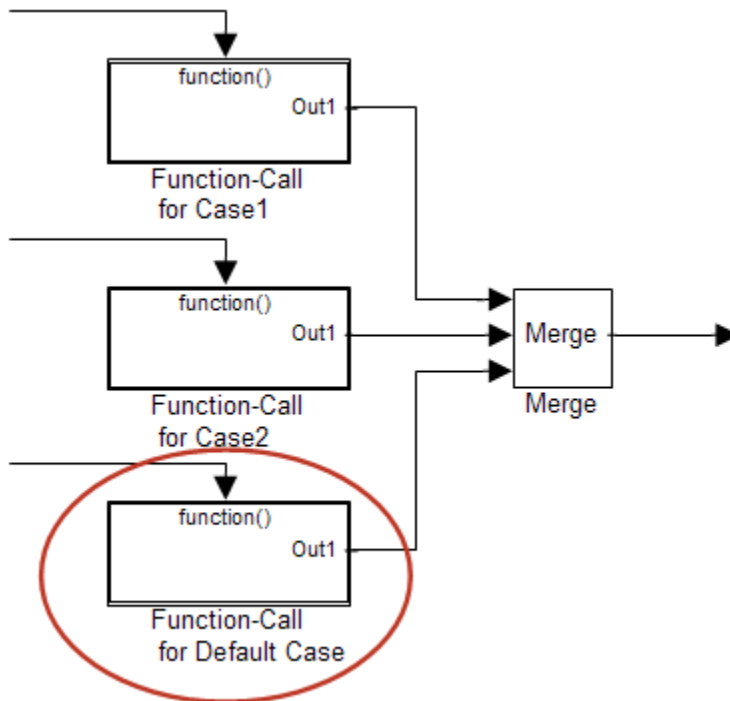 function()
Out1
Function-Call
for Case1
function()
Out1
Function-Call
for Case2
Merge
Merge
function()
Out1
Function-Call
for Default Case